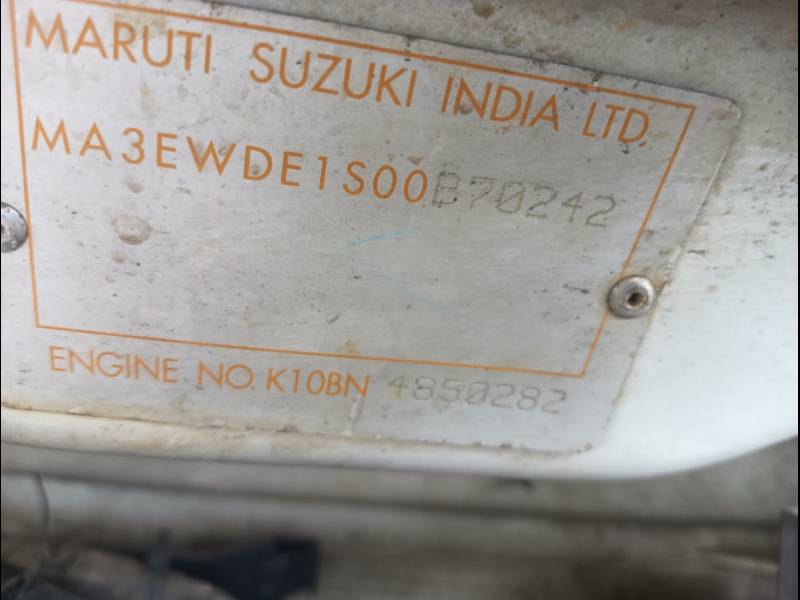 MARUTI SUZUKI INDIA LTD.
MA3EWDE1S00B70242
ENGINE NO. K10BN 4850282